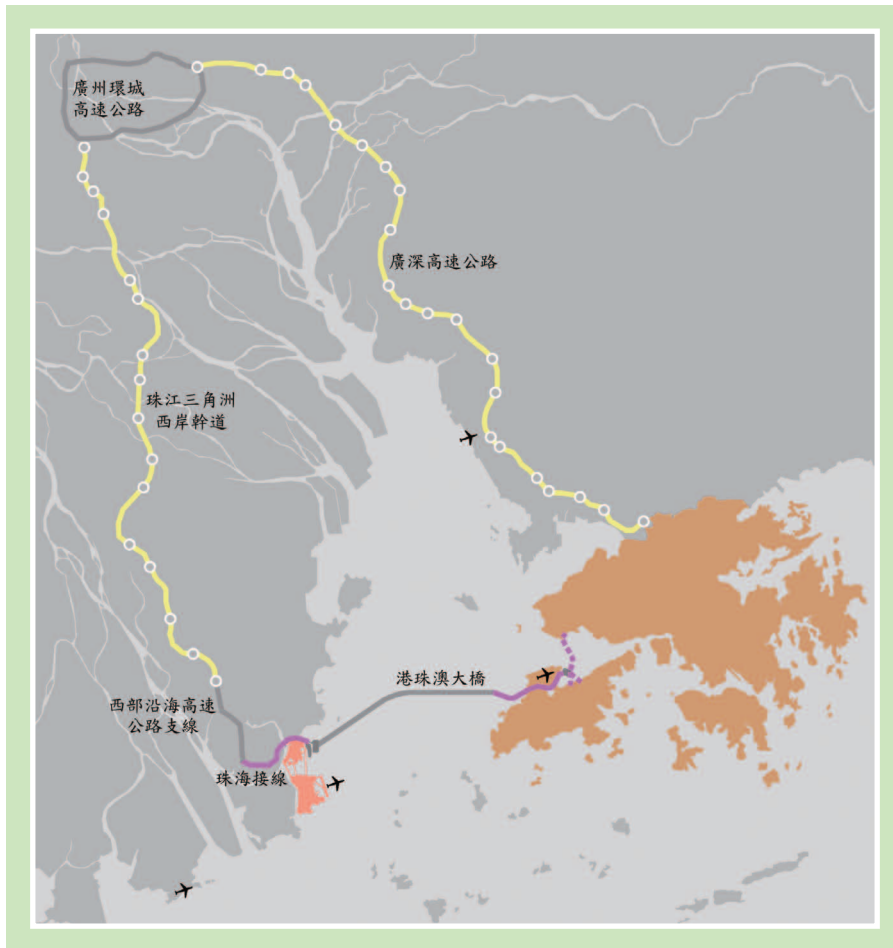 廣州環城
高速公路
廣深高速公路
珠江三角洲
西岸幹道
港珠澳大橋
西部沿海高速
公路支線
珠海接線